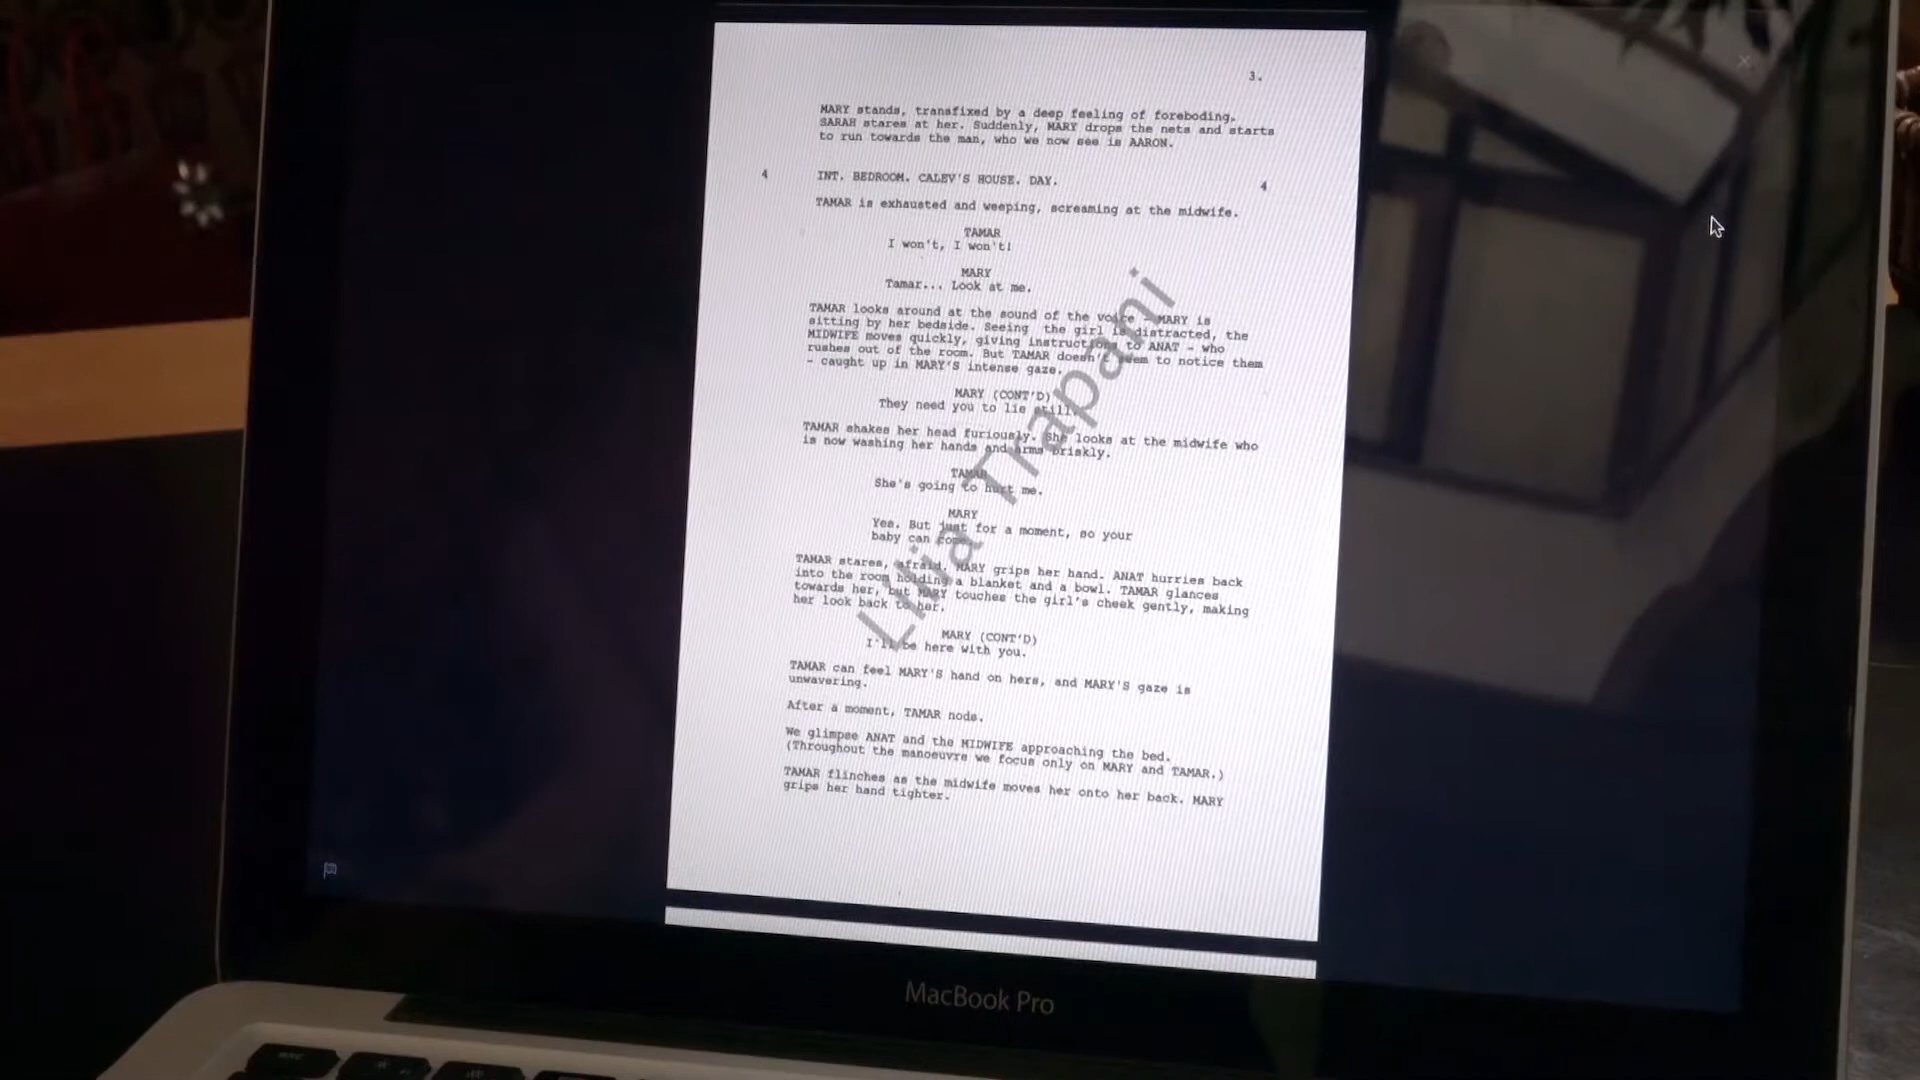 3.
MARY stands, transfixed by a deep feeling of foreboding.
SARAH stares at her. Suddenly, MARY drops the nets and starts
to run towards the man, who we now see is AARON.
4 INT. BEDROOM. CALEV'S HOUSE. DAY. 4
TAMAR is exhausted and weeping, screaming at the midwife.
TAMAR
I won't, I won't!
MARY
Tamar... Look at me.
TAMAR looks around at the sound of the voice - MARY is
sitting by her bedside. Seeing the girl is distracted, the
MIDWIFE moves quickly, giving instructions to ANAT - who
rushes out of the room. But TAMAR doesn't seem to notice them
- caught up in MARY'S intense gaze.
MARY (CONT'D)
They need you to lie still.
TAMAR shakes her head furiously. She looks at the midwife who
is now washing her hands and arms briskly.
TAMAR
She's going to hurt me.
MARY
Yes. But just for a moment, so your
baby can come.
TAMAR stares, afraid. MARY grips her hand. ANAT hurries back
into the room holding a blanket and a bowl. TAMAR glances
towards her, but MARY touches the girl's cheek gently, making
her look back to her.
MARY (CONT'D)
I'll be here with you.
TAMAR can feel MARY'S hand on hers, and MARY'S gaze is
unwavering.
After a moment, TAMAR nods.
We glimpse ANAT and the MIDWIFE approaching the bed.
(Throughout the manoeuvre we focus only on MARY and TAMAR.)
TAMAR flinches as the midwife moves her onto her back. MARY
grips her hand tighter.
Trapani
MacBook Pro